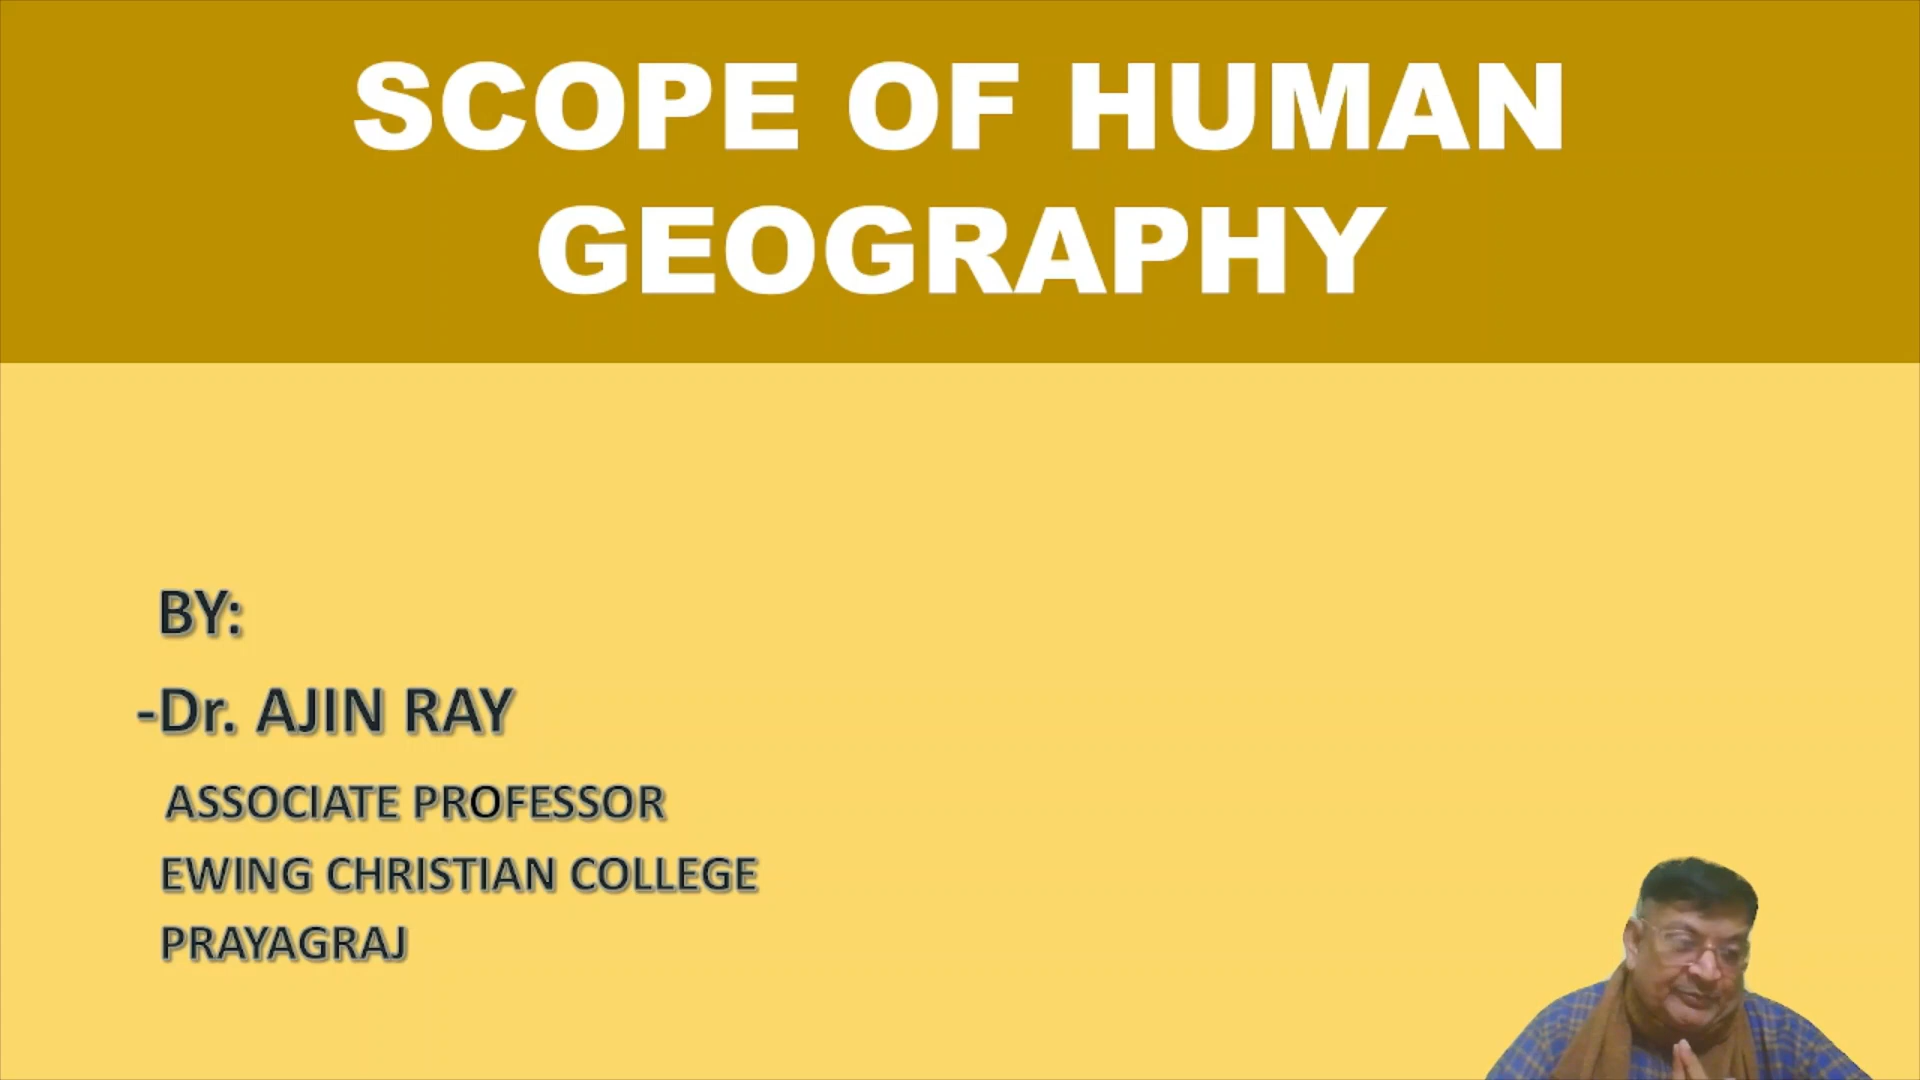 SCOPE OF HUMAN
GEOGRAPHY
BY:
-Dr. AJIN RAY
ASSOCIATE PROFESSOR
EWING CHRISTIAN COLLEGE
PRAYAGRAJ